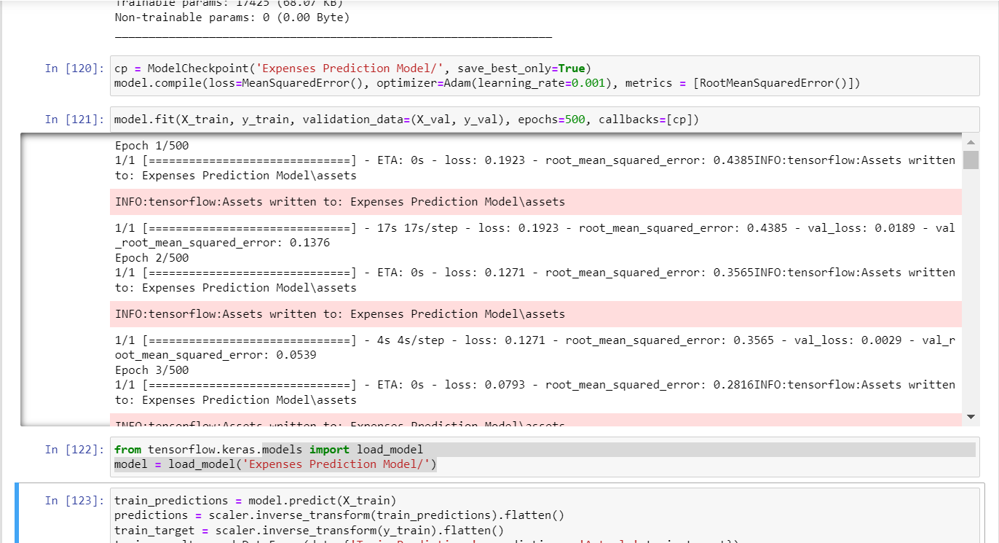 Trainable params: 17425 (68.07 KB)
Non-trainable params: 0 (0.00 Byte)
_________________________________________________________________
In [120]: cp = ModelCheckpoint('Expenses Prediction Model/', save_best_only=True)
model.compile(loss=MeanSquaredError(), optimizer=Adam(learning_rate=0.001), metrics = [RootMeanSquaredError()])
In [121]: model.fit(X_train, y_train, validation_data=(X_val, y_val), epochs=500, callbacks=[cp])
Epoch 1/500
1/1 [==============================] - ETA: 0s - loss: 0.1923 - root_mean_squared_error: 0.4385INFO:tensorflow:Assets written
to: Expenses Prediction Model\assets
INFO:tensorflow:Assets written to: Expenses Prediction Model\assets
1/1 [==============================] - 17s 17s/step - loss: 0.1923 - root_mean_squared_error: 0.4385 - val_loss: 0.0189 - val
_root_mean_squared_error: 0.1376
Epoch 2/500
1/1 [==============================] - ETA: 0s - loss: 0.1271 - root_mean_squared_error: 0.3565INFO:tensorflow:Assets written
to: Expenses Prediction Model\assets
INFO:tensorflow:Assets written to: Expenses Prediction Model\assets
1/1 [==============================] - 4s 4s/step - loss: 0.1271 - root_mean_squared_error: 0.3565 - val_loss: 0.0029 - val_r
oot_mean_squared_error: 0.0539
Epoch 3/500
1/1 [==============================] - ETA: 0s - loss: 0.0793 - root_mean_squared_error: 0.2816INFO:tensorflow:Assets written
to: Expenses Prediction Model\assets
INFO:tensorflow:Assets written to: Expenses Prediction Model\assets
In [122]: from tensorflow.keras.models import load_model
model = load_model('Expenses Prediction Model/')
In [123]: train_predictions = model.predict(X_train)
predictions = scaler.inverse_transform(train_predictions).flatten()
train_target = scaler.inverse_transform(y_train).flatten()